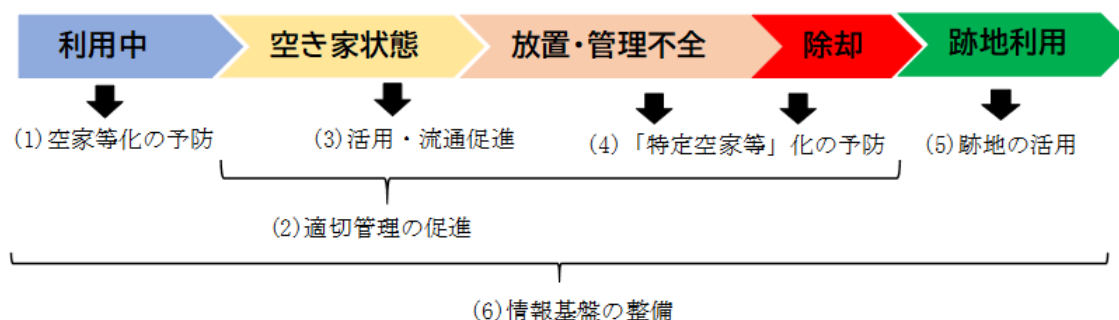 利用中
空き家状態
放置・管理不全
除却
跡地利用
(1)空家等化の予防
(3)活用・流通促進
(4)「特定空家等」化の予防
(5)跡地の活用
(2)適切管理の促進
(6)情報基盤の整備